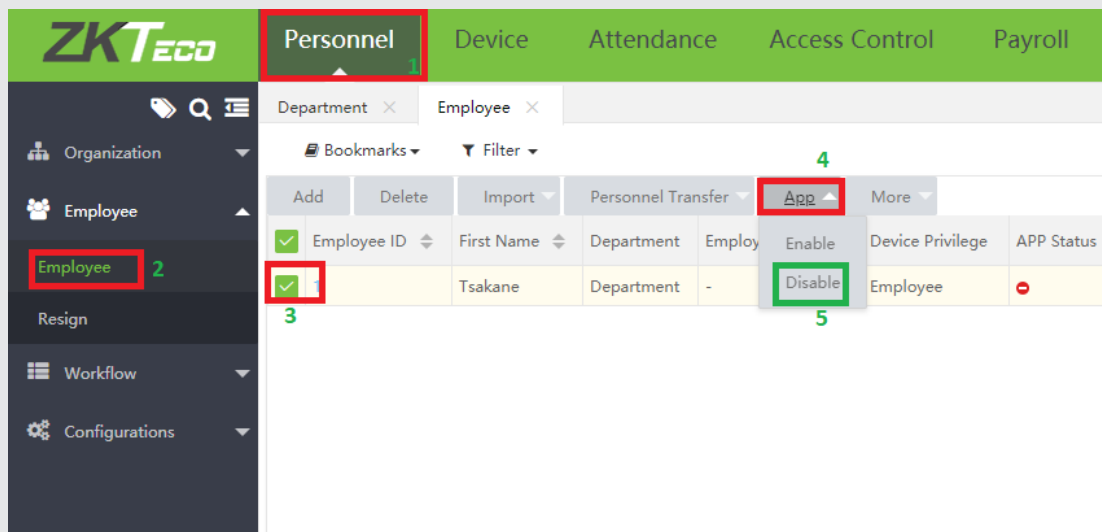 ZKTECO
Personnel Device Attendance Access Control Payroll
1
Department × Employee ×
Organization
Bookmarks Filter
4
Add Delete Import Personnel Transfer App More
Employee
Employee ID First Name Department Employ Enable Device Privilege APP Status
Employee 2
1 Tsakane Department - Disable Employee
3 5
Resign
Workflow
Configurations